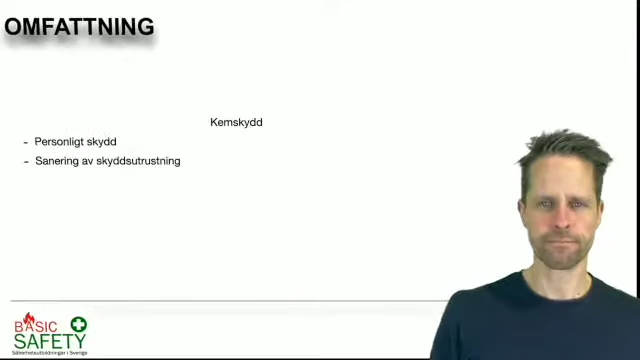 OMFATTNING
Kemskydd
- Personligt skydd
- Sanering av skyddsutrustning
BASIC
SAFETY
Säkerhetsutbildningar i Sverige